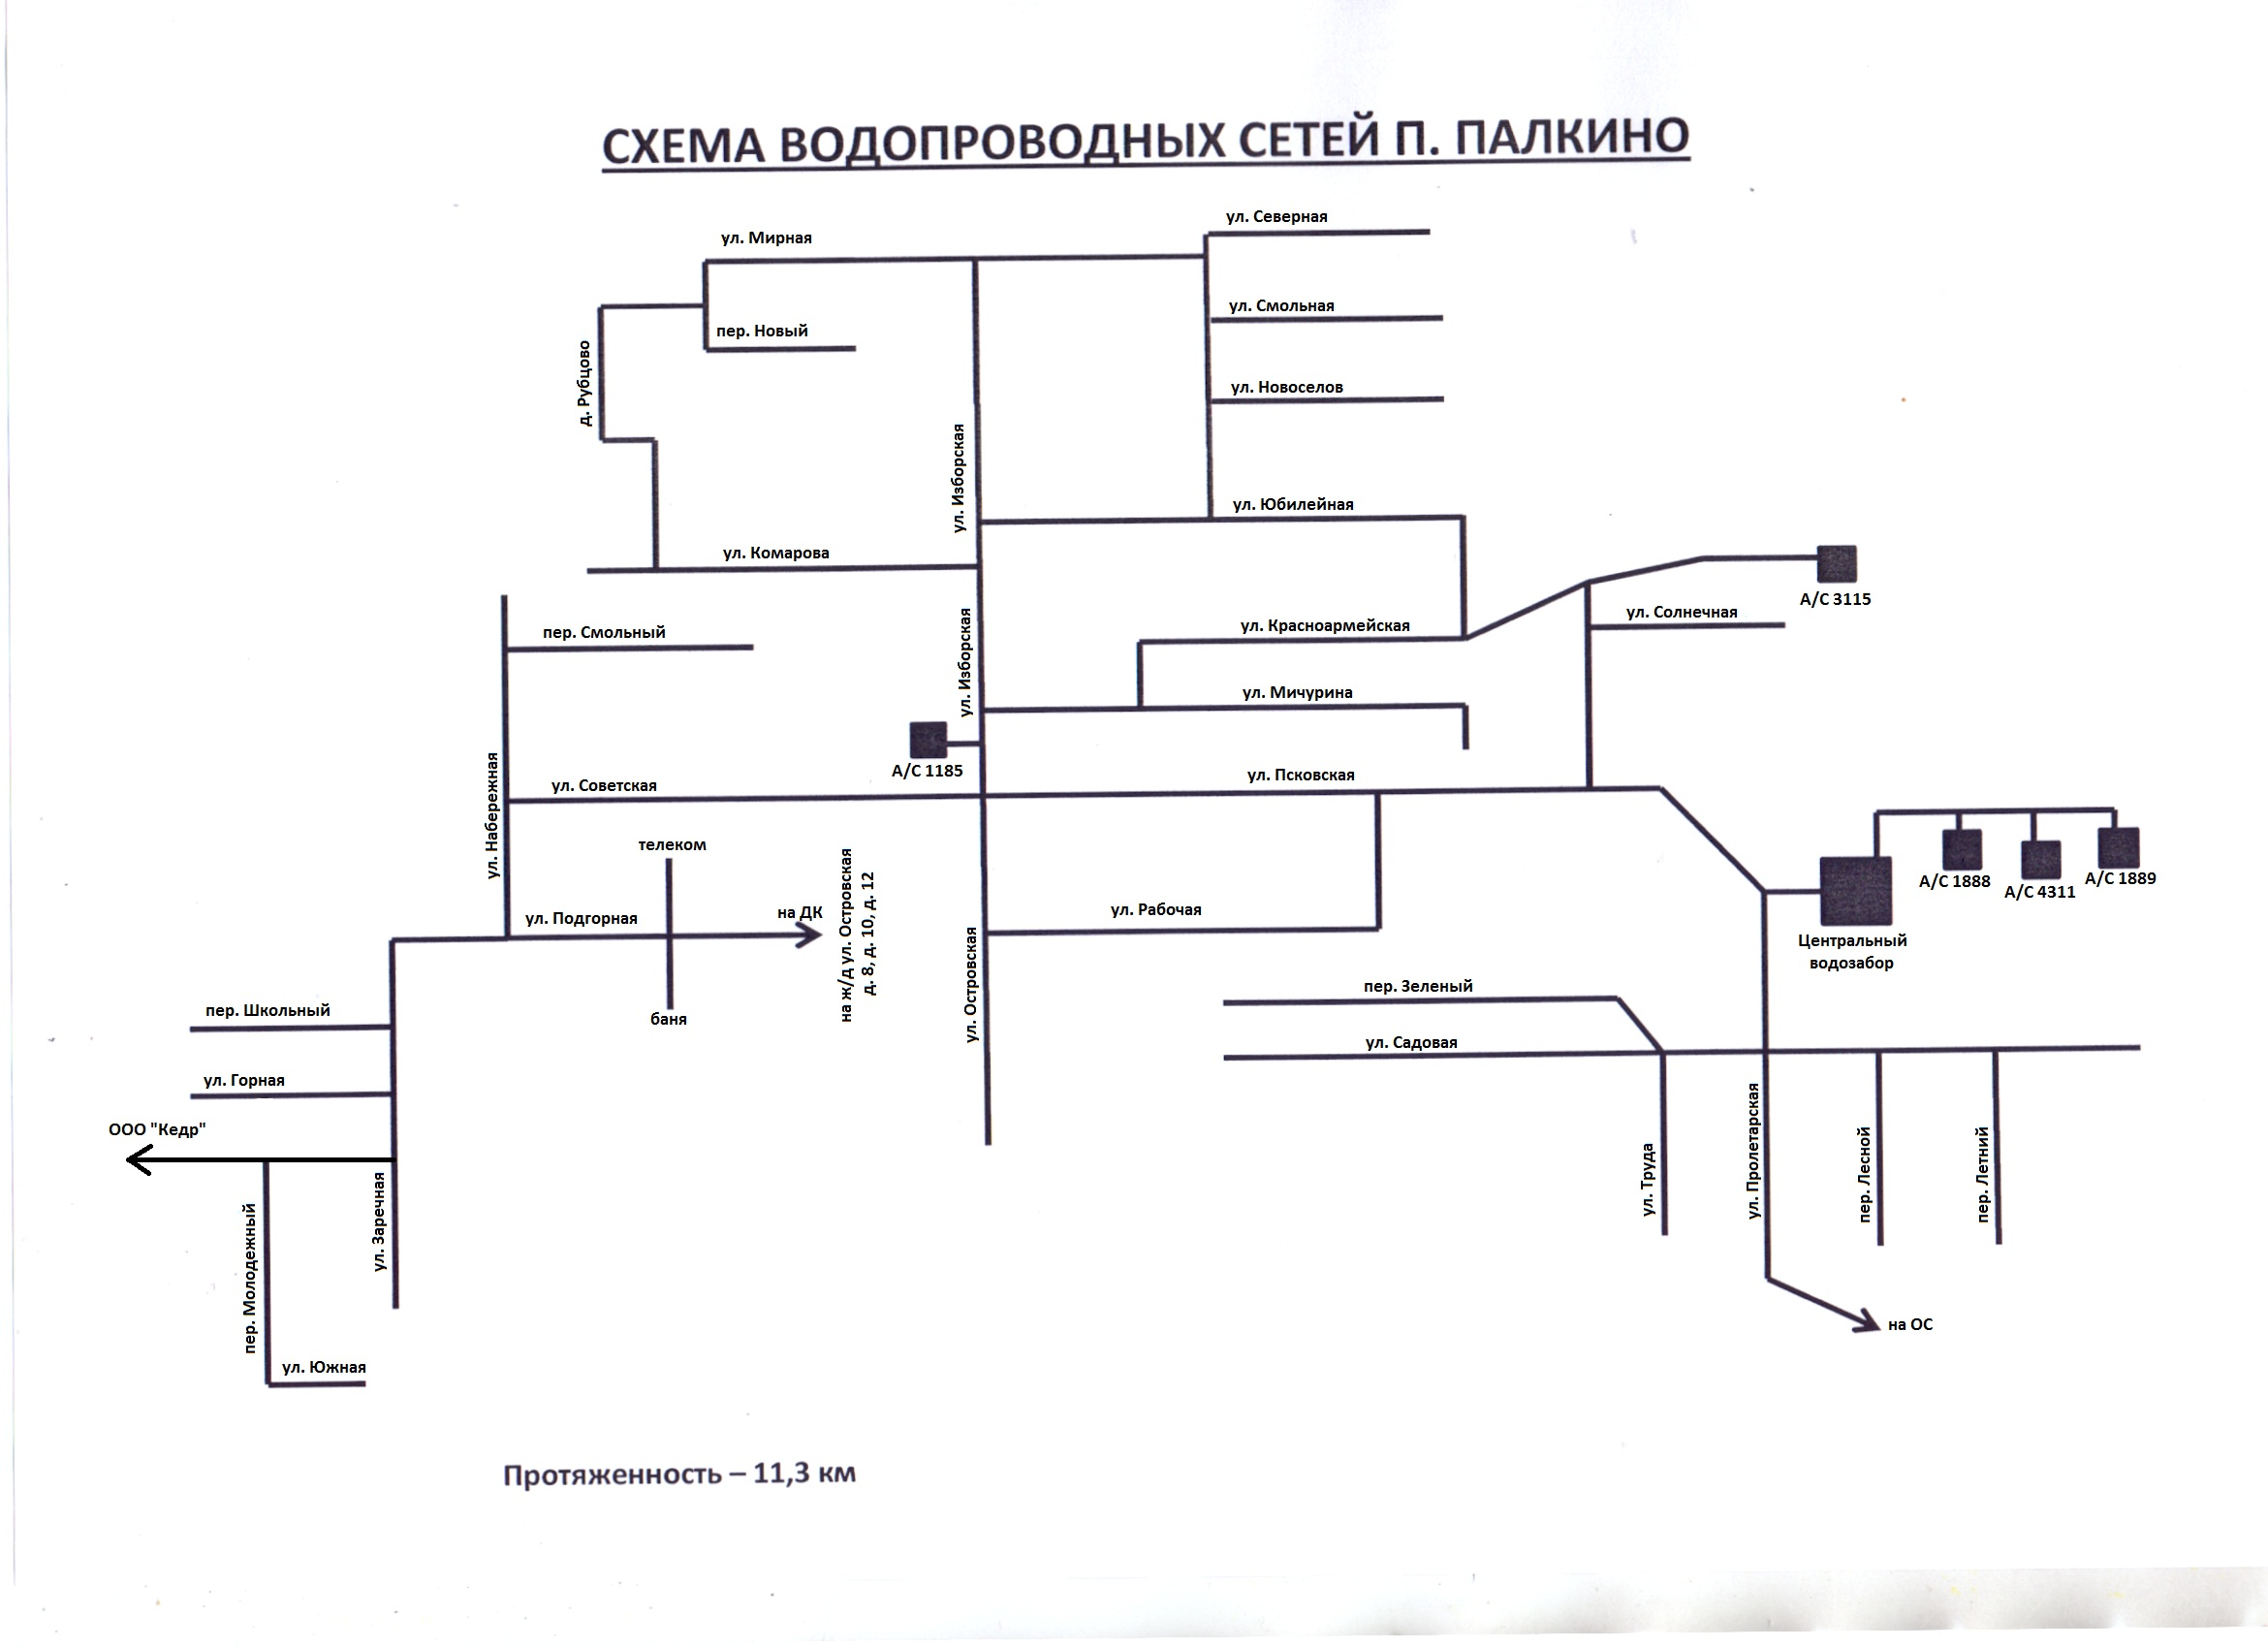 СХЕМА ВОДОПРОВОДНЫХ СЕТЕЙ П. ПАЛКИНО
ул. Северная
ул. Мирная
ул. Смольная
пер. Новый
д. Рубцово
ул. Новоселов
ул. Изборская
ул. Юбилейная
ул. Комарова
А/С 3115
ул. Солнечная
пер. Смольный
ул. Красноармейская
ул. Изборская
ул. Мичурина
А/С 1185
ул. Псковская
ул. Советская
ул. Набережная
телеком
А/С 1888
А/С 4311
А/С 1889
ул. Подгорная
на ДК
на ж/д ул. Островская
д. 8, д. 10, д. 12
ул. Рабочая
Центральный
водозабор
ул. Островская
пер. Школьный
баня
пер. Зеленый
ул. Садовая
ул. Горная
ООО "Кедр"
ул. Заречная
пер. Молодежный
ул. Труда
ул. Пролетарская
пер. Лесной
пер. Летний
на ОС
ул. Южная
Протяженность – 11,3 км